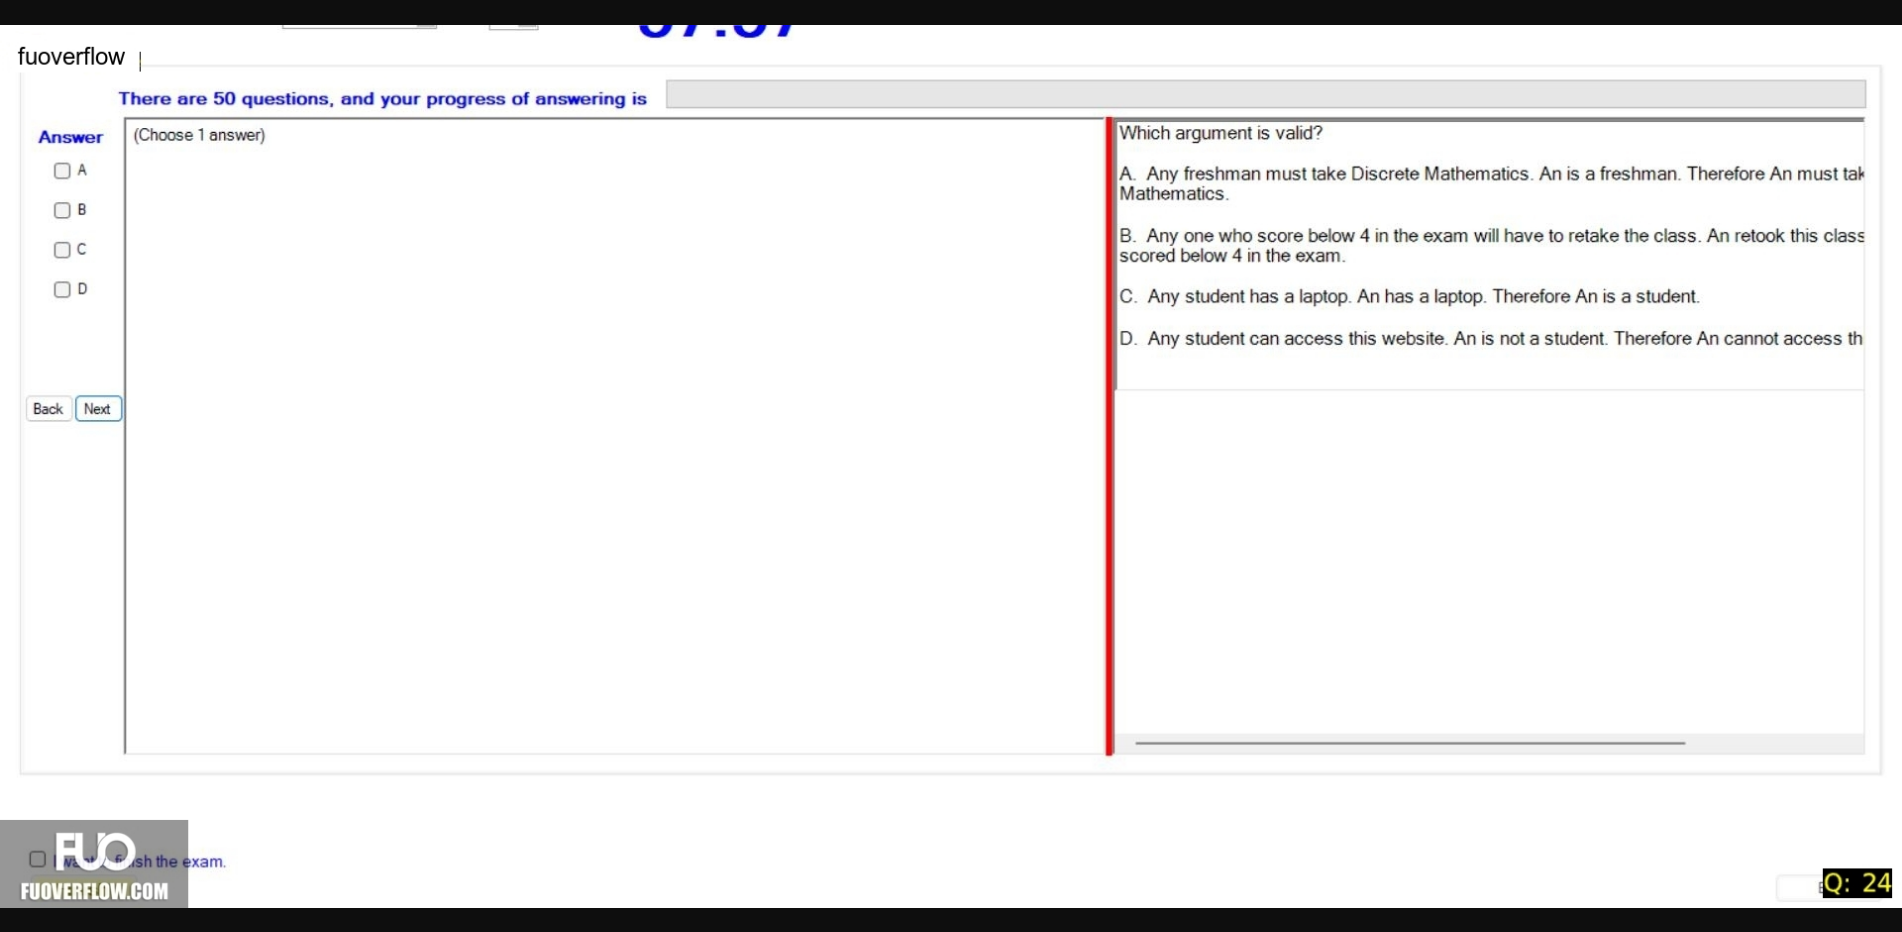 fuoverflow
There are 50 questions, and your progress of answering is
Answer
(Choose 1 answer)
A
B
C
D
Back Next
Which argument is valid?
A. Any freshman must take Discrete Mathematics. An is a freshman. Therefore An must tak
Mathematics.
B. Any one who score below 4 in the exam will have to retake the class. An retook this class
scored below 4 in the exam.
C. Any student has a laptop. An has a laptop. Therefore An is a student.
D. Any student can access this website. An is not a student. Therefore An cannot access th
FUO
sh the exam.
FUOVERFLOW.COM
Q: 24